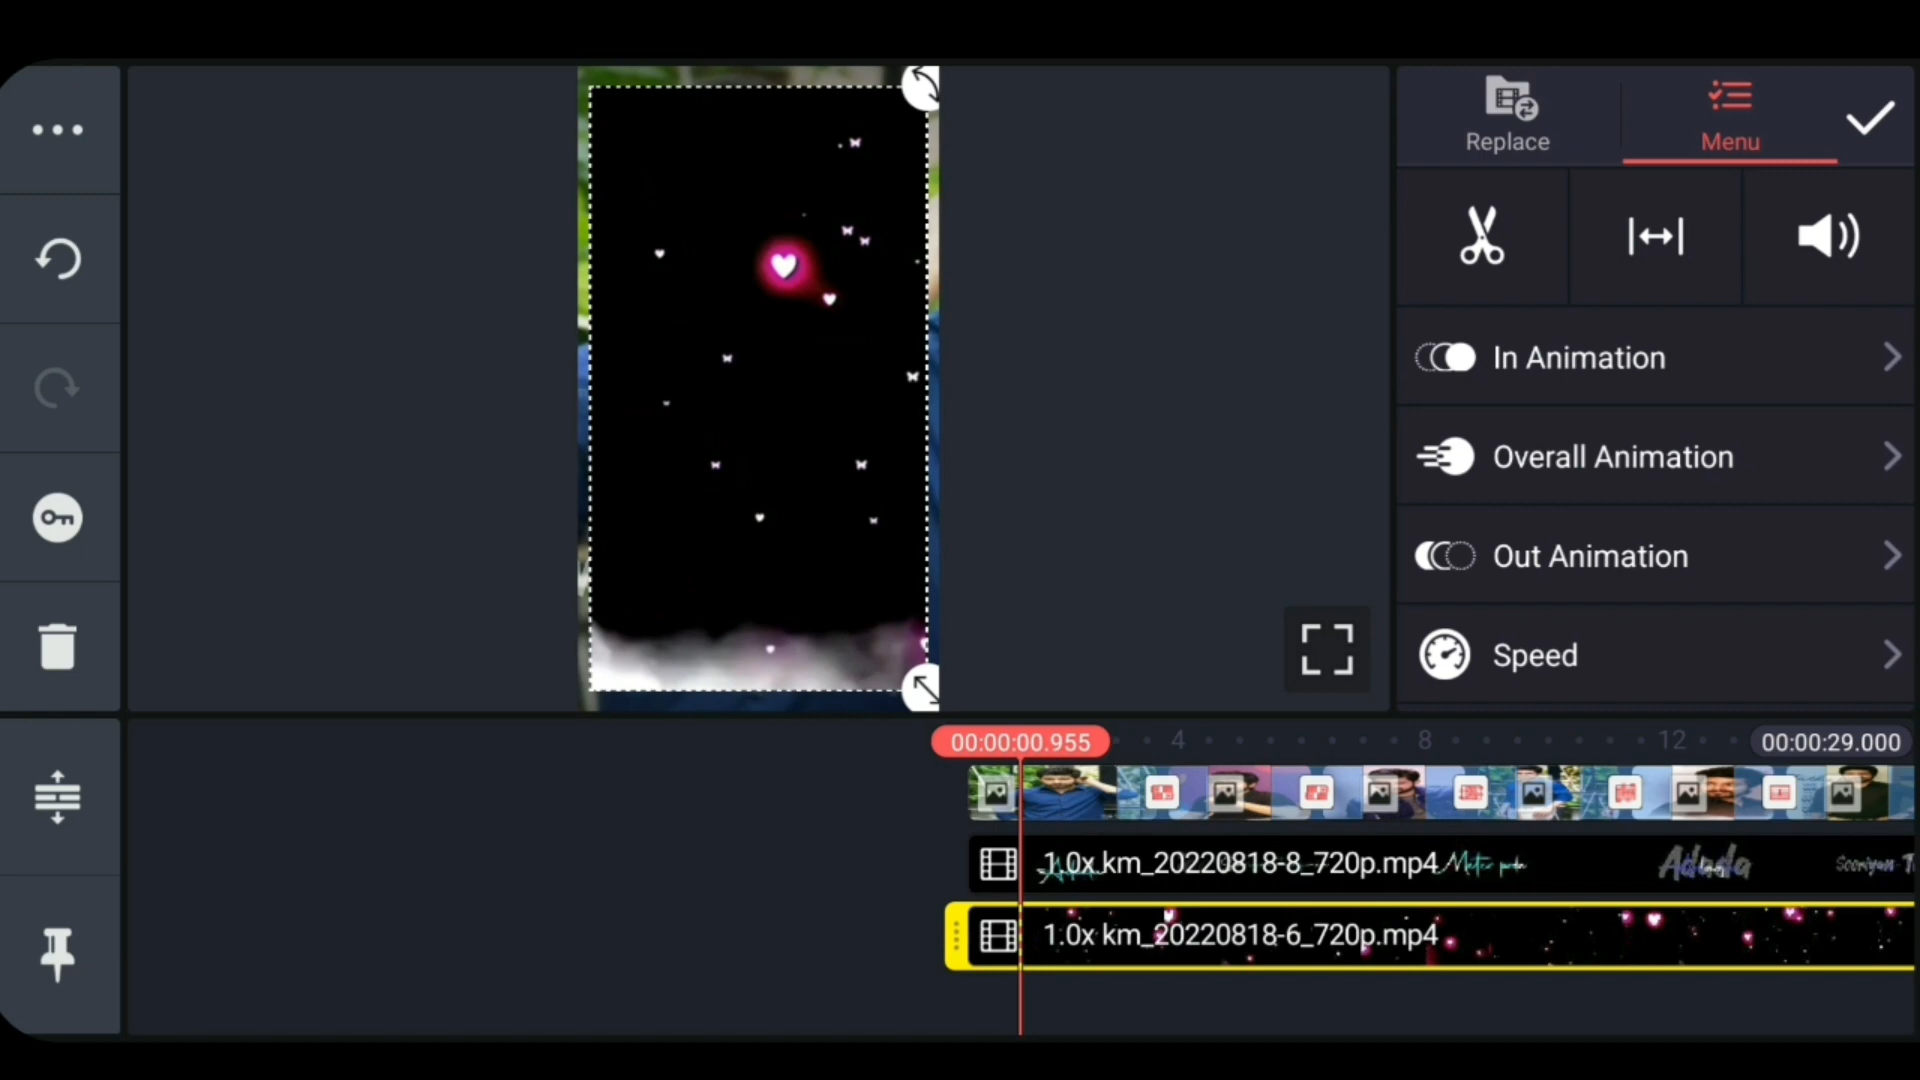 Replace
Menu
In Animation
Overall Animation
Out Animation
Speed
00:00:00.955
4
8
12
00:00:29.000
1.0x km_20220818-8_720p.mp4
Adada
1.0x km_20220818-6_720p.mp4